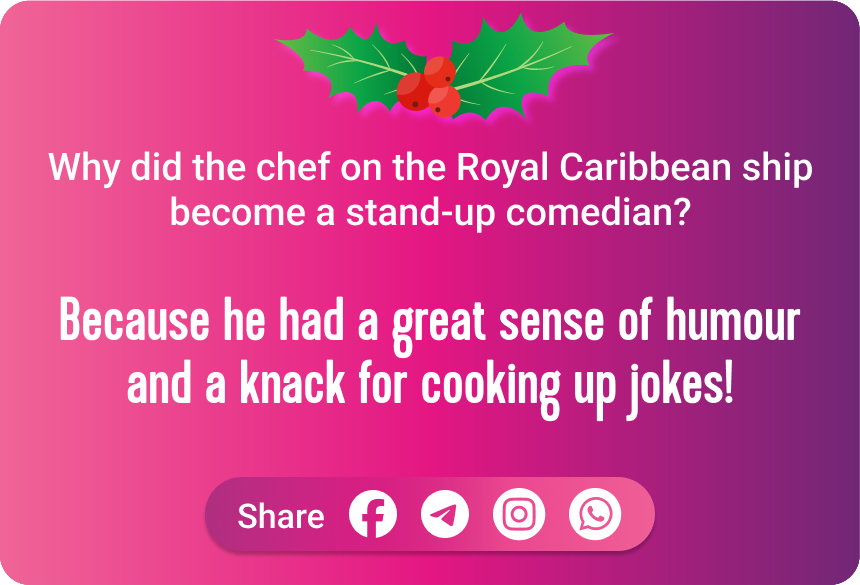 Why did the chef on the Royal Caribbean ship
become a stand-up comedian?
Because he had a great sense of humour
and a knack for cooking up jokes!
Share